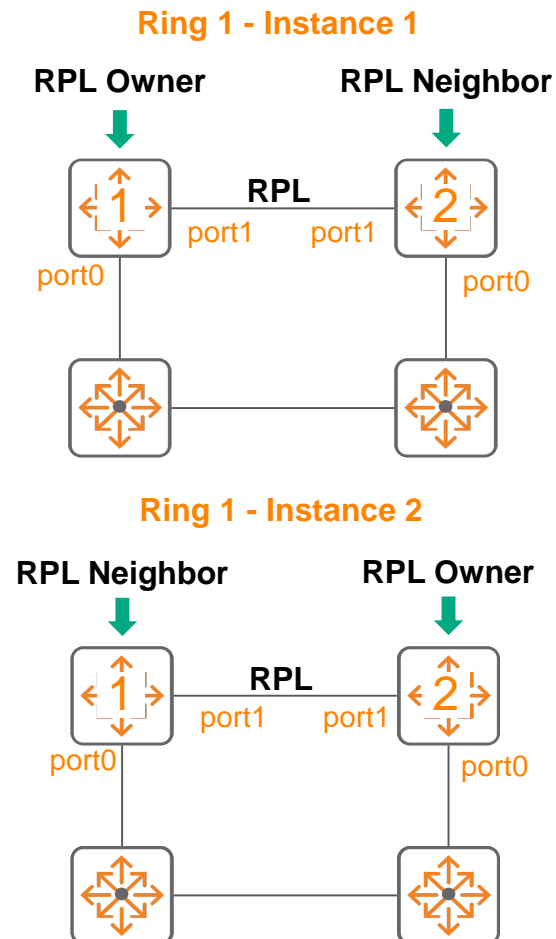 Ring 1 - Instance 1
RPL Owner RPL Neighbor
1 RPL 2
port1 port1
port0 port0
Ring 1 - Instance 2
RPL Neighbor RPL Owner
1 RPL 2
port1 port1
port0 port0